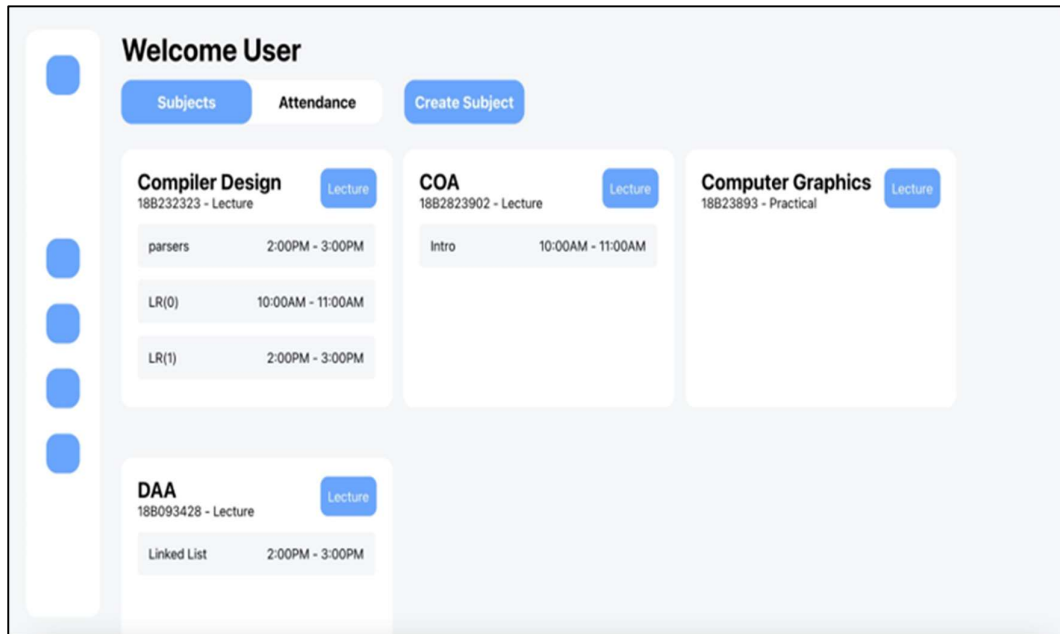 Welcome User
Subjects
Attendance
Create Subject
Compiler Design
18B232323 - Lecture
Lecture
parsers 2:00PM - 3:00PM
LR(0) 10:00AM - 11:00AM
LR(1) 2:00PM - 3:00PM
COA
18B2823902 - Lecture
Lecture
Intro 10:00AM - 11:00AM
Computer Graphics
18B23893 - Practical
Lecture
DAA
18B093428 - Lecture
Lecture
Linked List 2:00PM - 3:00PM